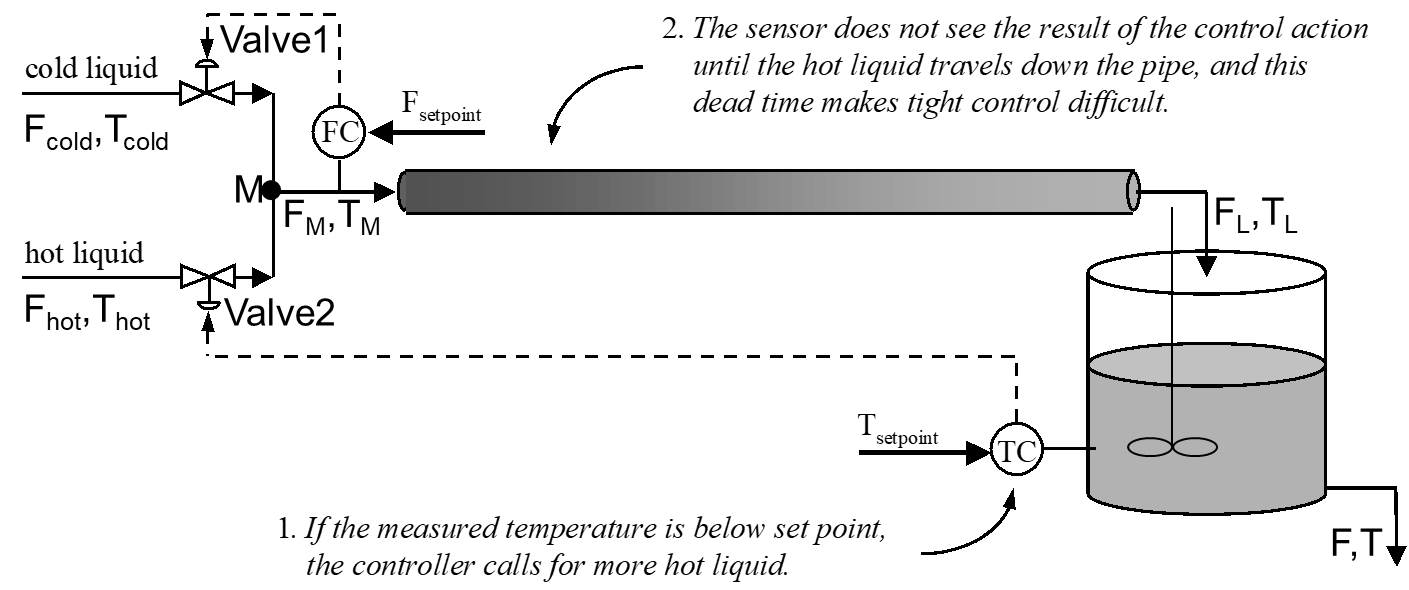 Valve1
2. The sensor does not see the result of the control action
until the hot liquid travels down the pipe, and this
dead time makes tight control difficult.
cold liquid
Fcold,Tcold
FC
Fsetpoint
M
FM,TM
FL,TL
hot liquid
Fhot,Thot
Valve2
Tsetpoint
TC
1. If the measured temperature is below set point,
the controller calls for more hot liquid.
F,T